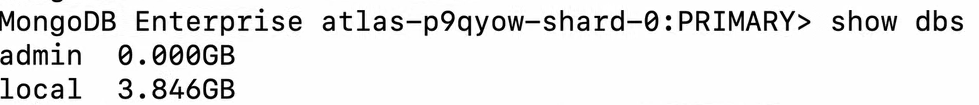 MongoDB Enterprise atlas-p9qyow-shard-0:PRIMARY> show dbs
admin  0.000GB
local  3.846GB